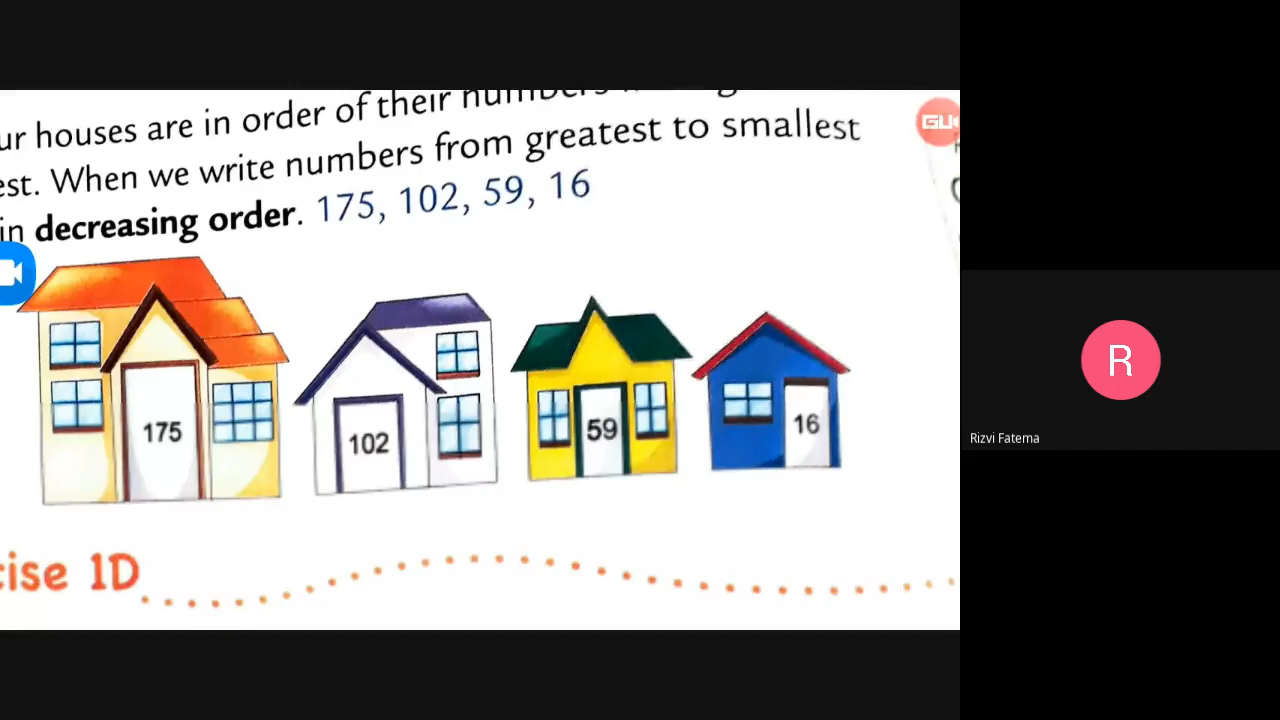 ur houses are in order of their numbers
est. When we write numbers from greatest to smallest
in decreasing order. 175, 102, 59, 16
175
102
59
16
cise 1D
R
Rizvi Fatema